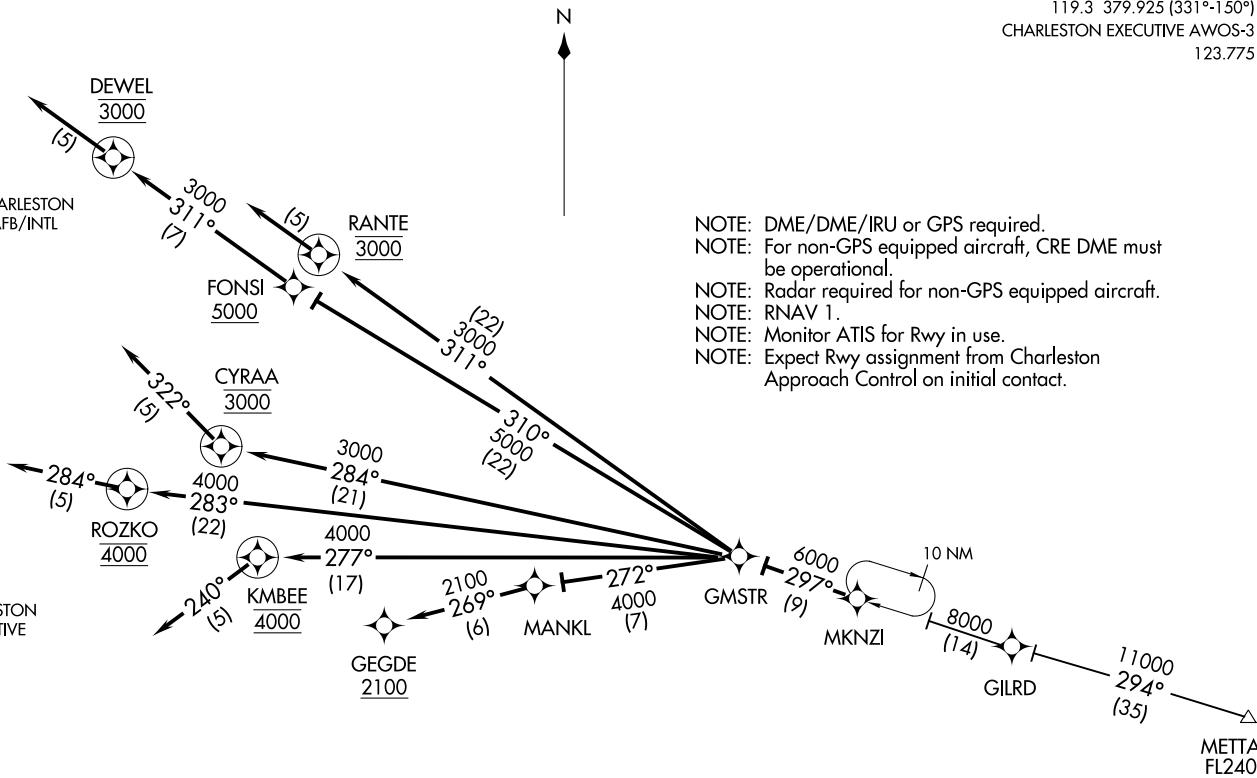 119.3 379.925 (331°-150°)
CHARLESTON EXECUTIVE AWOS-3
123.775
N
DEWEL
3000
(5)
3000
311°
(7)
(5)
RANTE
3000
FONSI
5000
(22)
3000
311°
NOTE: DME/DME/IRU or GPS required.
NOTE: For non-GPS equipped aircraft, CRE DME must
be operational.
NOTE: Radar required for non-GPS equipped aircraft.
NOTE: RNAV 1.
NOTE: Monitor ATIS for Rwy in use.
NOTE: Expect Rwy assignment from Charleston
Approach Control on initial contact.
ARLESTON
AFB/INTL
322°
(5)
CYRAA
3000
310°
5000
(22)
3000
284°
(21)
284°
(5)
ROZKO
4000
4000
283°
(22)
4000
277°
(17)
240°
(5)
KMBEE
4000
2100
269°
(6)
272°
4000
(7)
MANKL
GEGDE
2100
STON
TIVE
GMSTR
6000
297°
(9)
10 NM
MKNZI
8000
(14)
GILRD
11000
294°
(35)
METTA
FL240